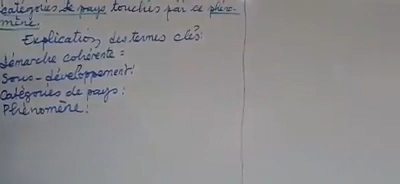 catégories de pays touchés par ce phéno-
mène.
Explication des termes clés:
démarche cohérente =
Sous-développement:
Catégories de pays:
Phénomène: